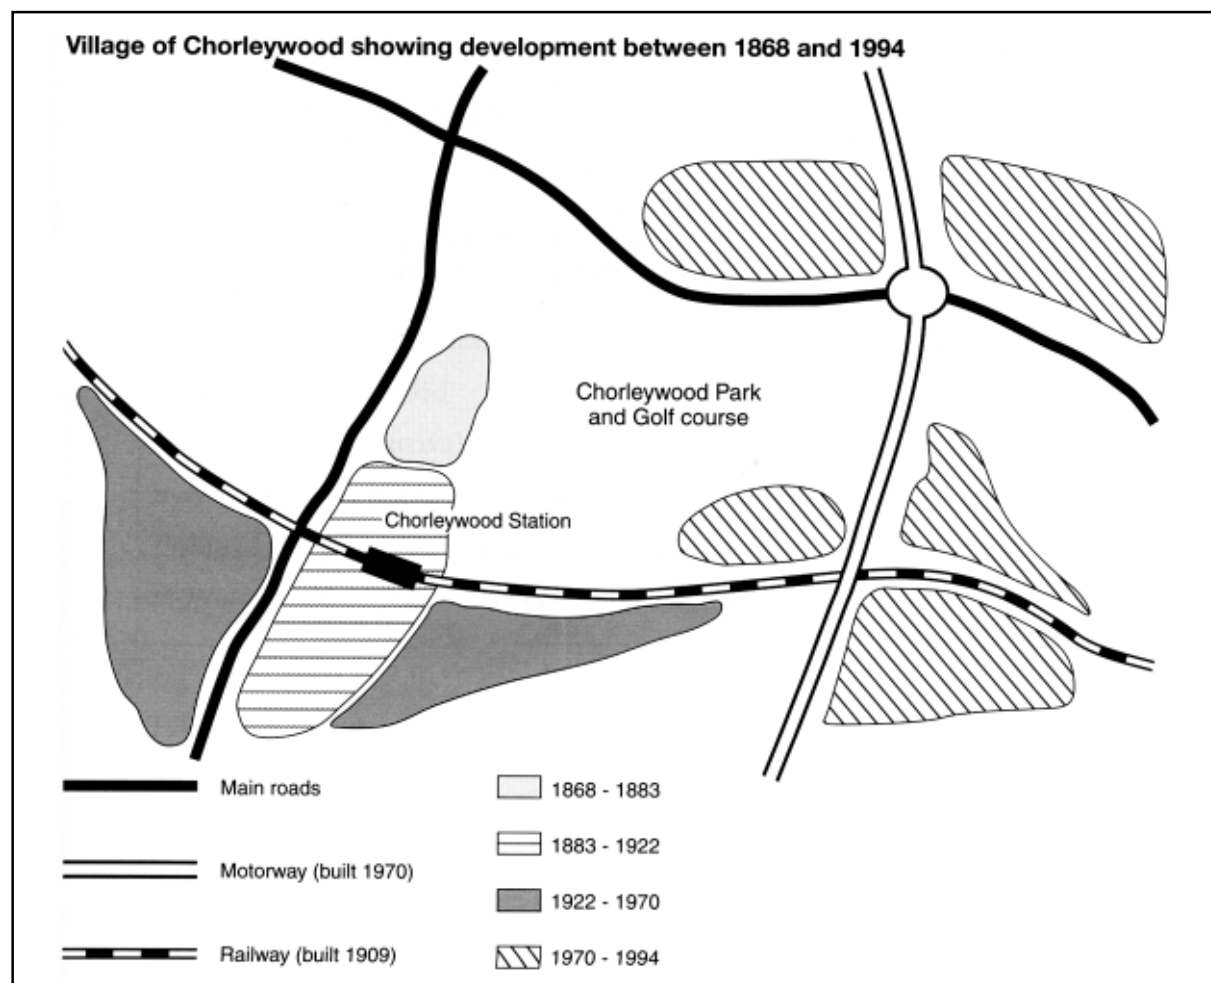 Village of Chorleywood showing development between 1868 and 1994
Chorleywood Park
and Golf course
Chorleywood Station
Main roads
Motorway (built 1970)
Railway (built 1909)
1868 - 1883
1883 - 1922
1922 - 1970
1970 - 1994